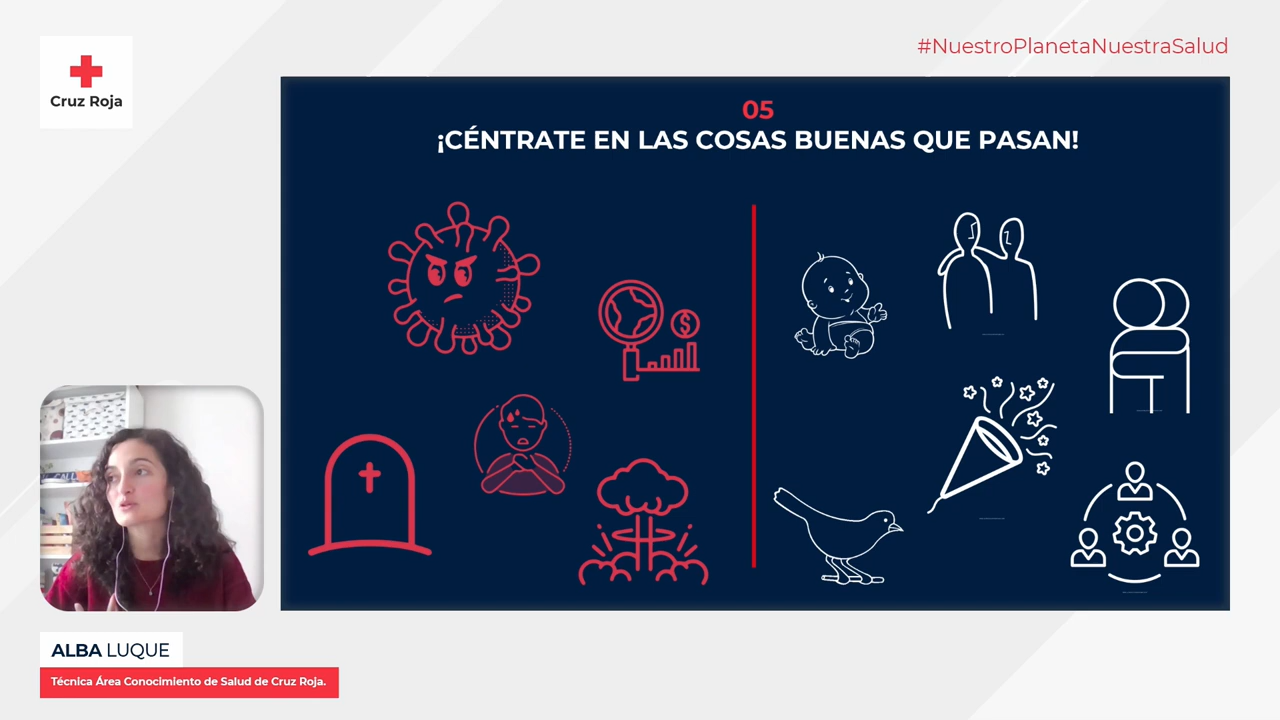 Cruz Roja
#NuestroPlanetaNuestraSalud
05
¡CÉNTRATE EN LAS COSAS BUENAS QUE PASAN!
$
ALBA LUQUE
Técnica Área Conocimiento de Salud de Cruz Roja.